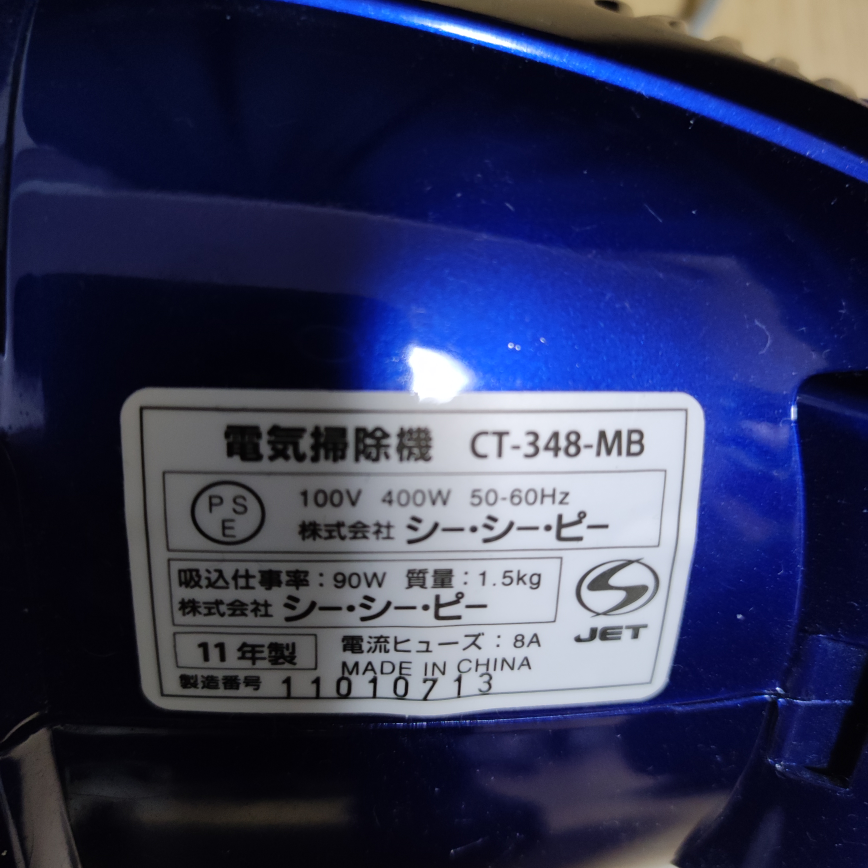 電気掃除機 CT-348-MB
PS
E
100V 400W 50-60Hz
株式会社 シー・シー・ピー
吸込仕事率：90W 質量：1.5kg
株式会社 シー・シー・ピー
JET
11年製
電流ヒューズ：8A
MADE IN CHINA
製造番号 11010713